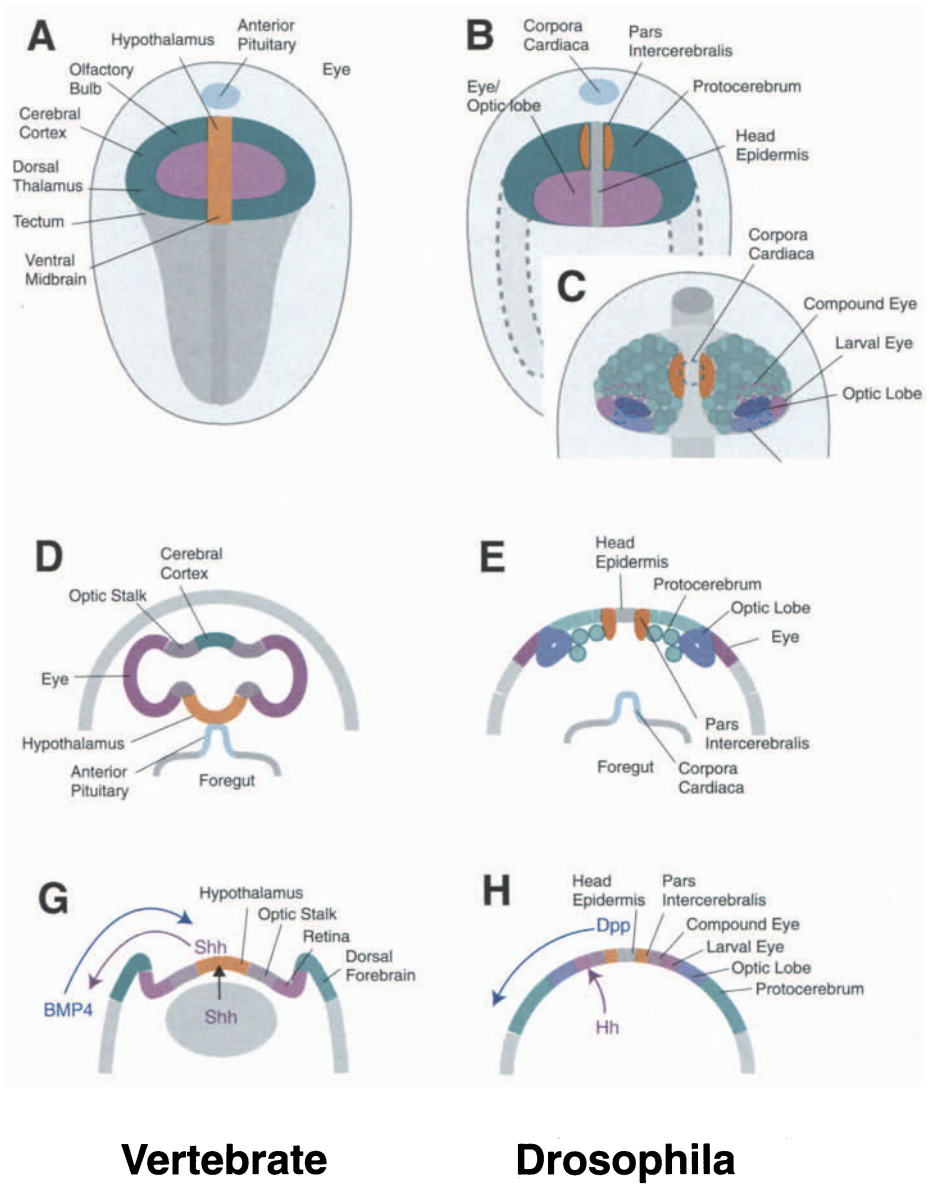 A
Hypothalamus
Anterior
Pituitary
Eye
Olfactory
Bulb
Cerebral
Cortex
Dorsal
Thalamus
Tectum
Ventral
Midbrain
B
Corpora
Cardiaca
Pars
Intercerebralis
Eye/
Optic lobe
Protocerebrum
Head
Epidermis
C
Corpora
Cardiaca
Compound Eye
Larval Eye
Optic Lobe
D
Cerebral
Cortex
Optic Stalk
Eye
Hypothalamus
Anterior
Pituitary
Foregut
E
Head
Epidermis
Protocerebrum
Optic Lobe
Eye
Pars
Intercerebralis
Foregut
Corpora
Cardiaca
G
Hypothalamus
Optic Stalk
Shh
Retina
Dorsal
Forebrain
BMP4
Shh
H
Head
Epidermis
Pars
Intercerebralis
Dpp
Compound Eye
Larval Eye
Optic Lobe
Protocerebrum
Hh
Vertebrate
Drosophila